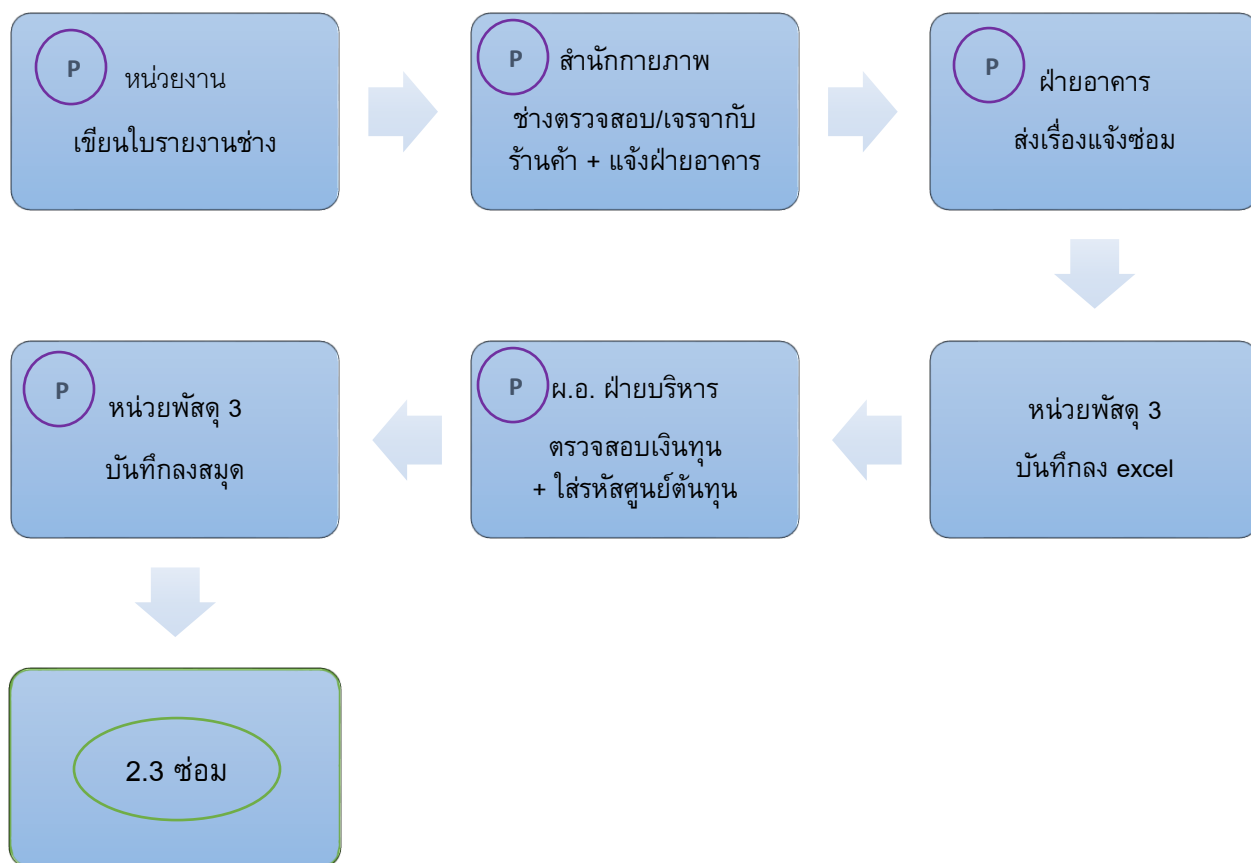 P
หน่วยงาน
เขียนใบรายงานช่าง
P
สำนักกายภาพ
ช่างตรวจสอบ/เจรจากับ
ร้านค้า + แจ้งฝ่ายอาคาร
P
ฝ่ายอาคาร
ส่งเรื่องแจ้งซ่อม
หน่วยพัสดุ 3
บันทึกลง excel
P
ผ.อ. ฝ่ายบริหาร
ตรวจสอบเงินทุน
+ ใส่รหัสศูนย์ต้นทุน
P
หน่วยพัสดุ 3
บันทึกลงสมุด
2.3 ซ่อม